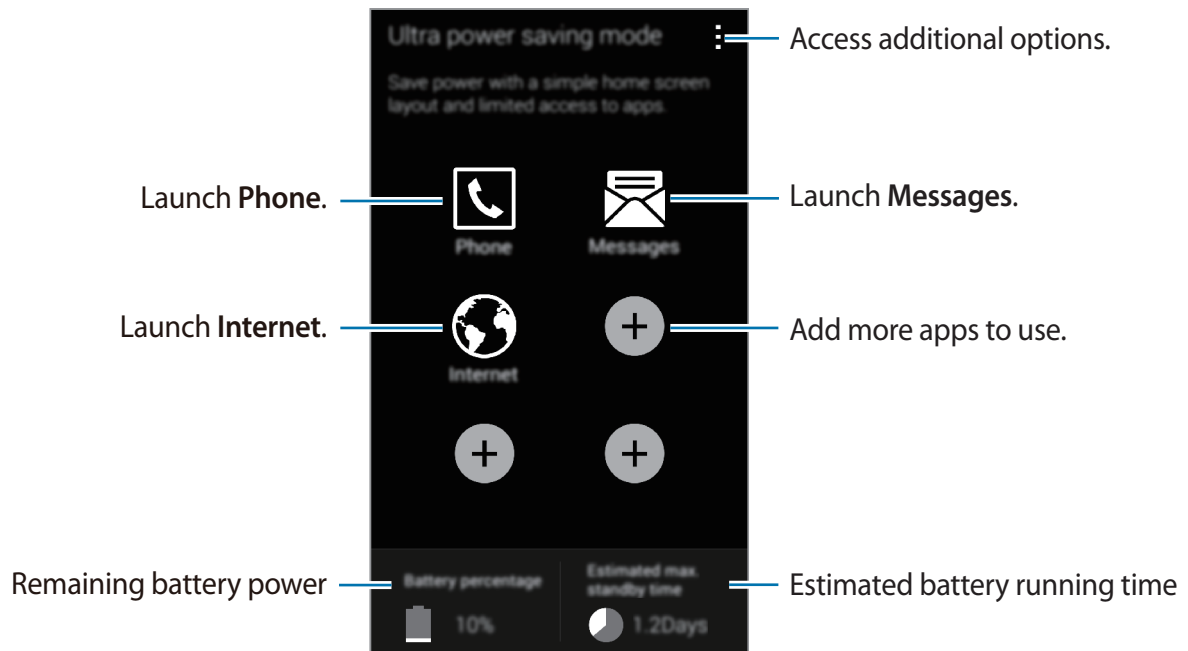 Ultra power saving mode
Access additional options.
Save power with a simple home screen
layout and limited access to apps.
Launch Phone.
Phone
Launch Messages.
Messages
Launch Internet.
Internet
Add more apps to use.
Remaining battery power
Battery percentage
10%
Estimated max.
standby time
1.2Days
Estimated battery running time